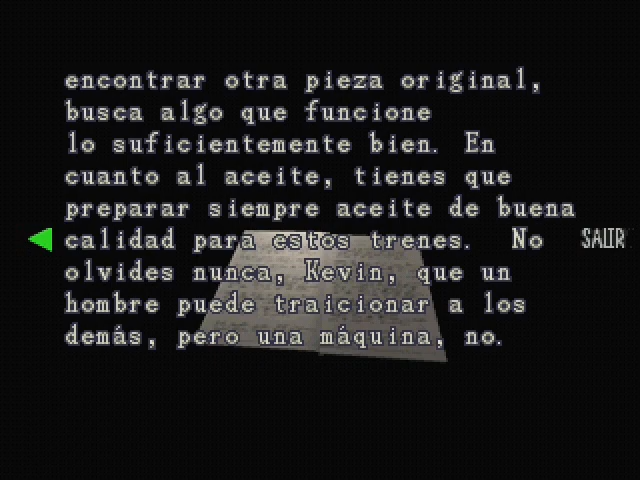 encontrar otra pieza original,
busca algo que funcione
lo suficientemente bien. En
cuanto al aceite, tienes que
preparar siempre aceite de buena
calidad para estos trenes. No
SALIR
olvides nunca, Kevin, que un
hombre puede traicionar a los
demás, pero una máquina, no.